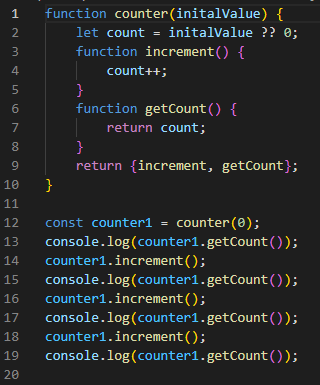 1 function counter(initalValue) {
2     let count = initalValue ?? 0;
3     function increment() {
4         count++;
5     }
6     function getCount() {
7         return count;
8     }
9     return {increment, getCount};
10 }
11
12 const counter1 = counter(0);
13 console.log(counter1.getCount());
14 counter1.increment();
15 console.log(counter1.getCount());
16 counter1.increment();
17 console.log(counter1.getCount());
18 counter1.increment();
19 console.log(counter1.getCount());
20